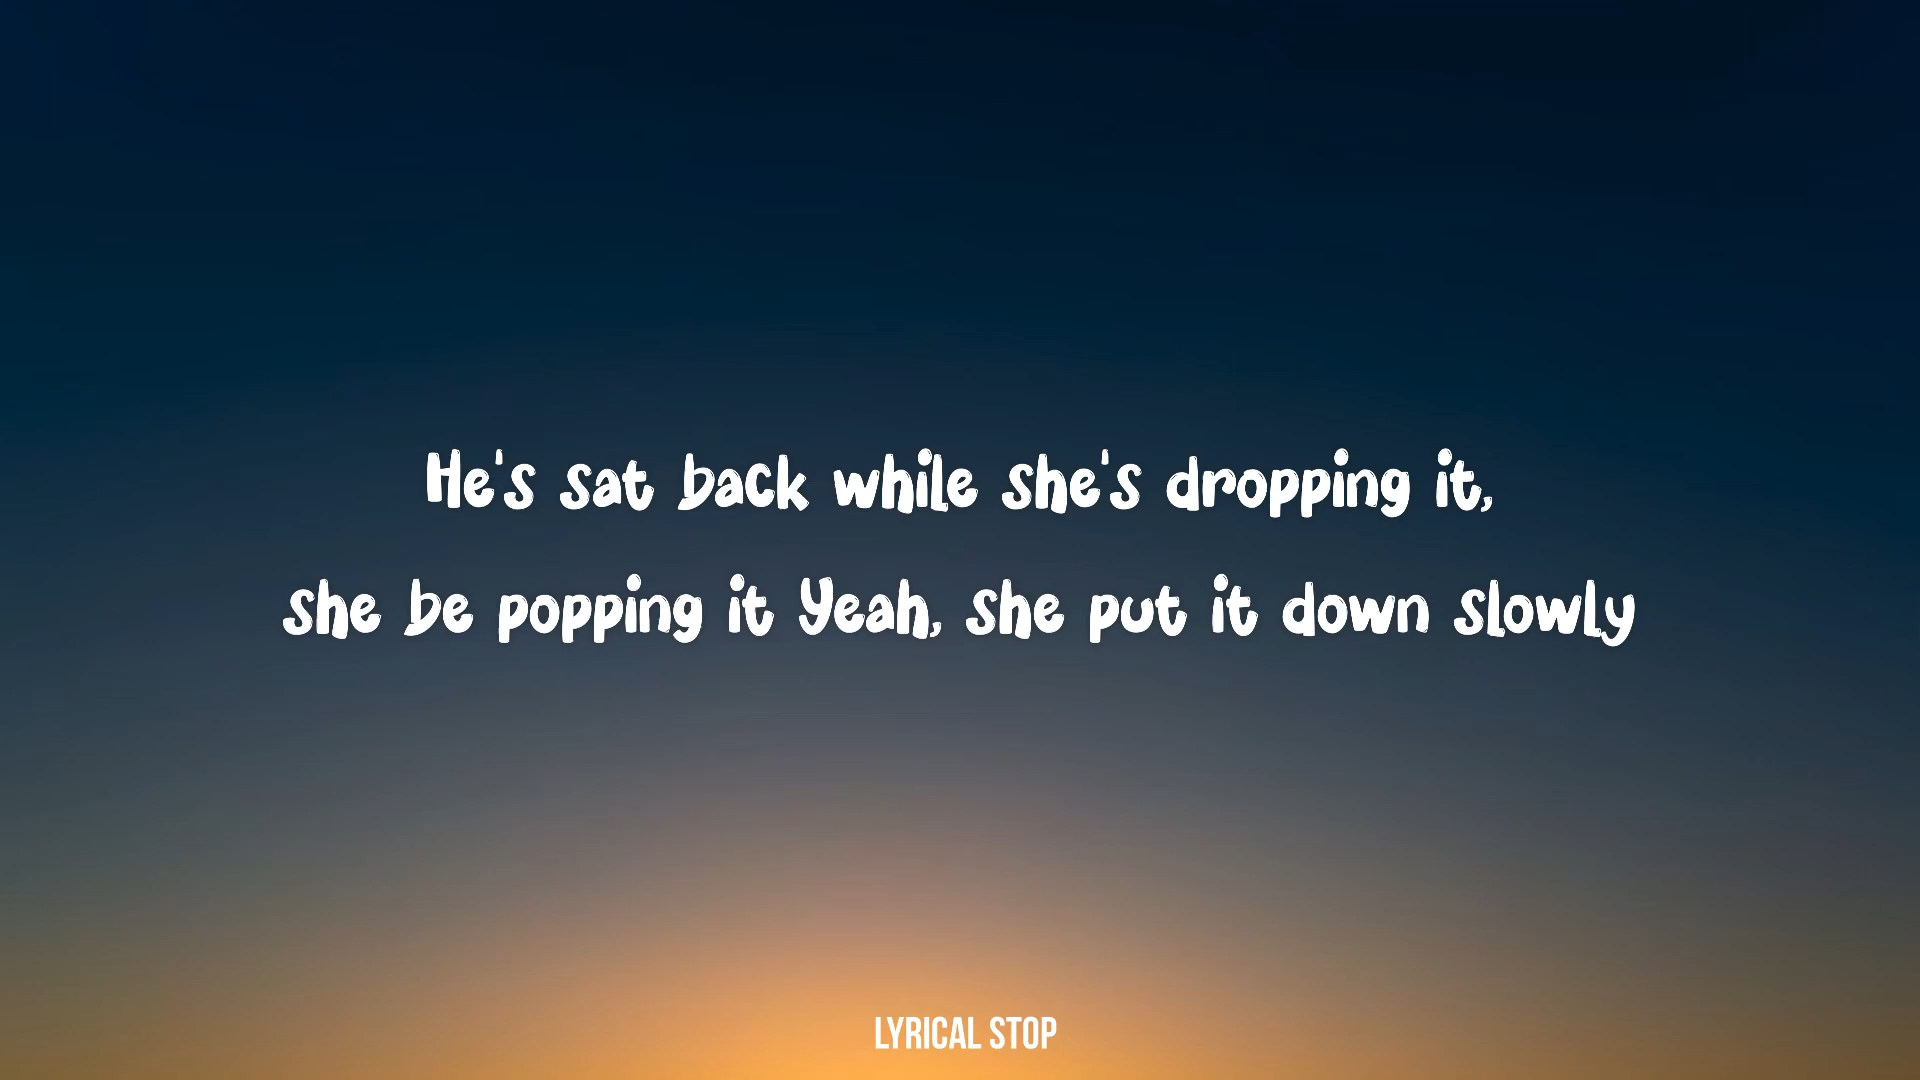 He's sat back while she's dropping it,
she be popping it Yeah, she put it down slowly
LYRICAL STOP